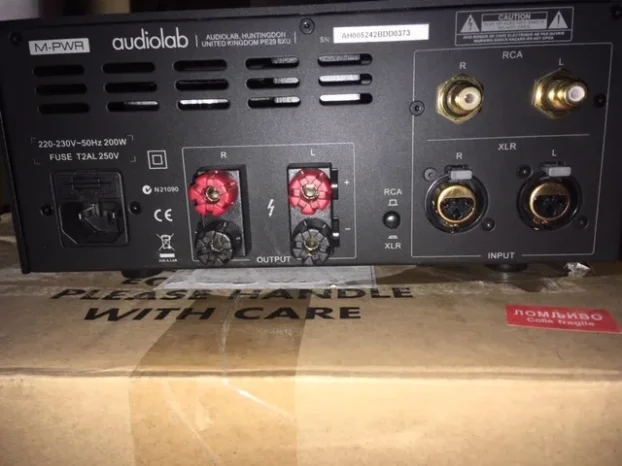 M-PWR
audiolab
AUDIOLAB, HUNTINGDON
UNITED KINGDOM PE29 6XU
SN
AH005242BDD0373
CAUTION
RCA
R
L
220-230V~50Hz 200W
FUSE T2AL 250V
R
L
XLR
R
L
N21090
+
RCA
CE
−
XLR
OUTPUT
INPUT
PLEASE HANDLE
WITH CARE
ЛОМЉИВО
Colis fragile